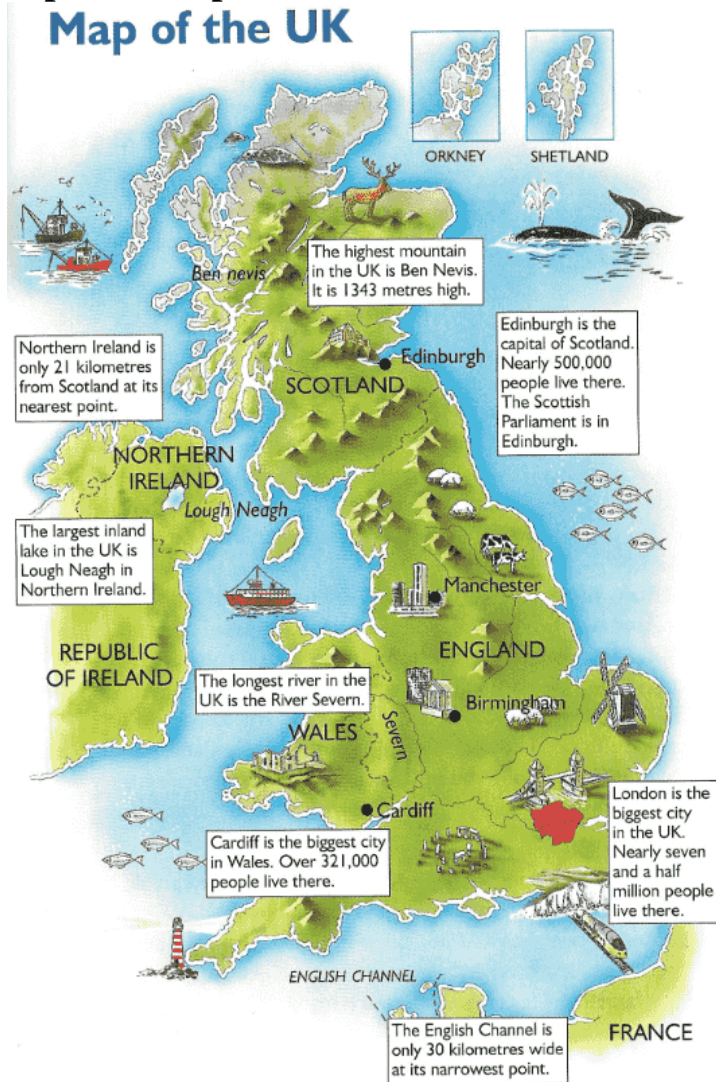 Map of the UK
ORKNEY
SHETLAND
Ben nevis
The highest mountain
in the UK is Ben Nevis.
It is 1343 metres high.
Northern Ireland is
only 21 kilometres
from Scotland at its
nearest point.
Edinburgh
SCOTLAND
Edinburgh is the
capital of Scotland.
Nearly 500,000
people live there.
The Scottish
Parliament is in
Edinburgh.
NORTHERN
IRELAND
Lough Neagh
The largest inland
lake in the UK is
Lough Neagh in
Northern Ireland.
Manchester
REPUBLIC
OF IRELAND
ENGLAND
The longest river in the
UK is the River Severn.
Birmingham
WALES
Severn
Cardiff
London is the
biggest city
in the UK.
Nearly seven
and a half
million people
live there.
Cardiff is the biggest city
in Wales. Over 321,000
people live there.
ENGLISH CHANNEL
The English Channel is
only 30 kilometres wide
at its narrowest point.
FRANCE